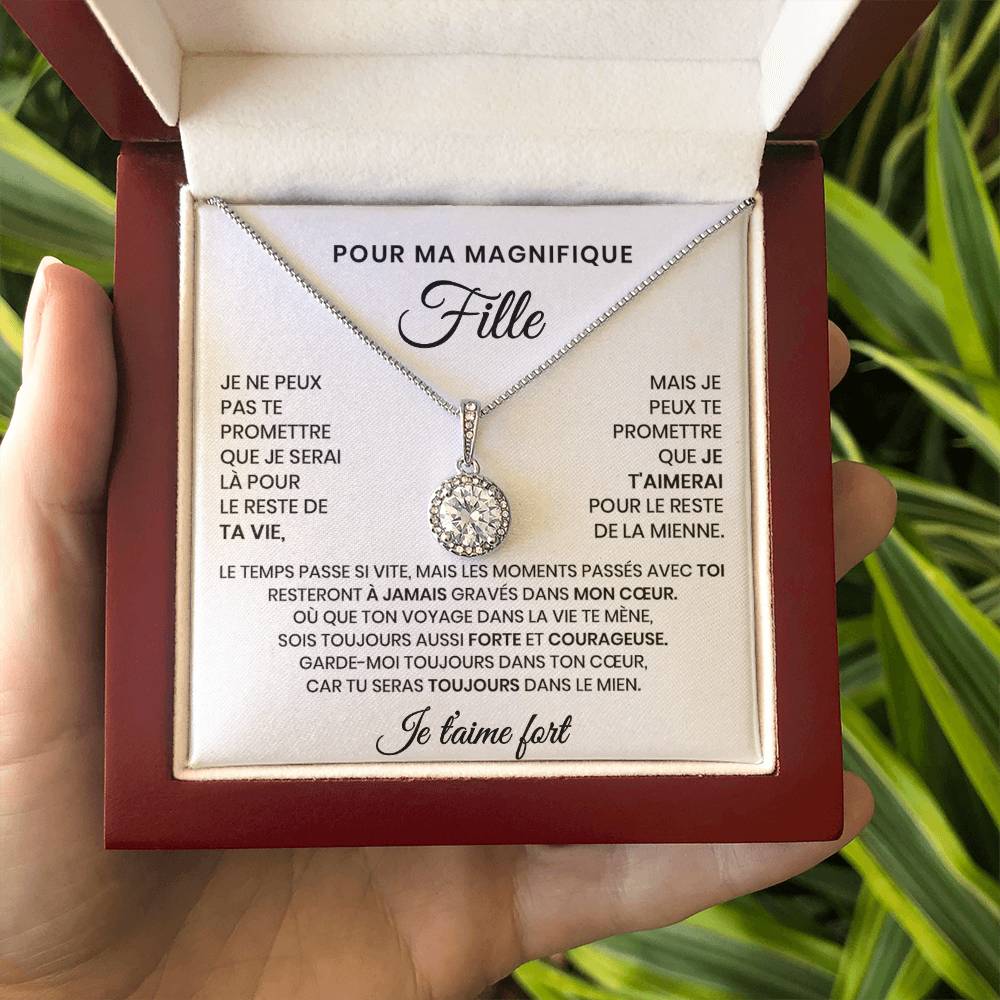 POUR MA MAGNIFIQUE
Fille
JE NE PEUX
PAS TE
PROMETTRE
QUE JE SERAI
LÀ POUR
LE RESTE DE
TA VIE,
MAIS JE
PEUX TE
PROMETTRE
QUE JE
T'AIMERAI
POUR LE RESTE
DE LA MIENNE.
LE TEMPS PASSE SI VITE, MAIS LES MOMENTS PASSÉS AVEC TOI
RESTERONT À JAMAIS GRAVÉS DANS MON CŒUR.
OÙ QUE TON VOYAGE DANS LA VIE TE MÈNE,
SOIS TOUJOURS AUSSI FORTE ET COURAGEUSE.
GARDE-MOI TOUJOURS DANS TON CŒUR,
CAR TU SERAS TOUJOURS DANS LE MIEN.
Je t'aime fort